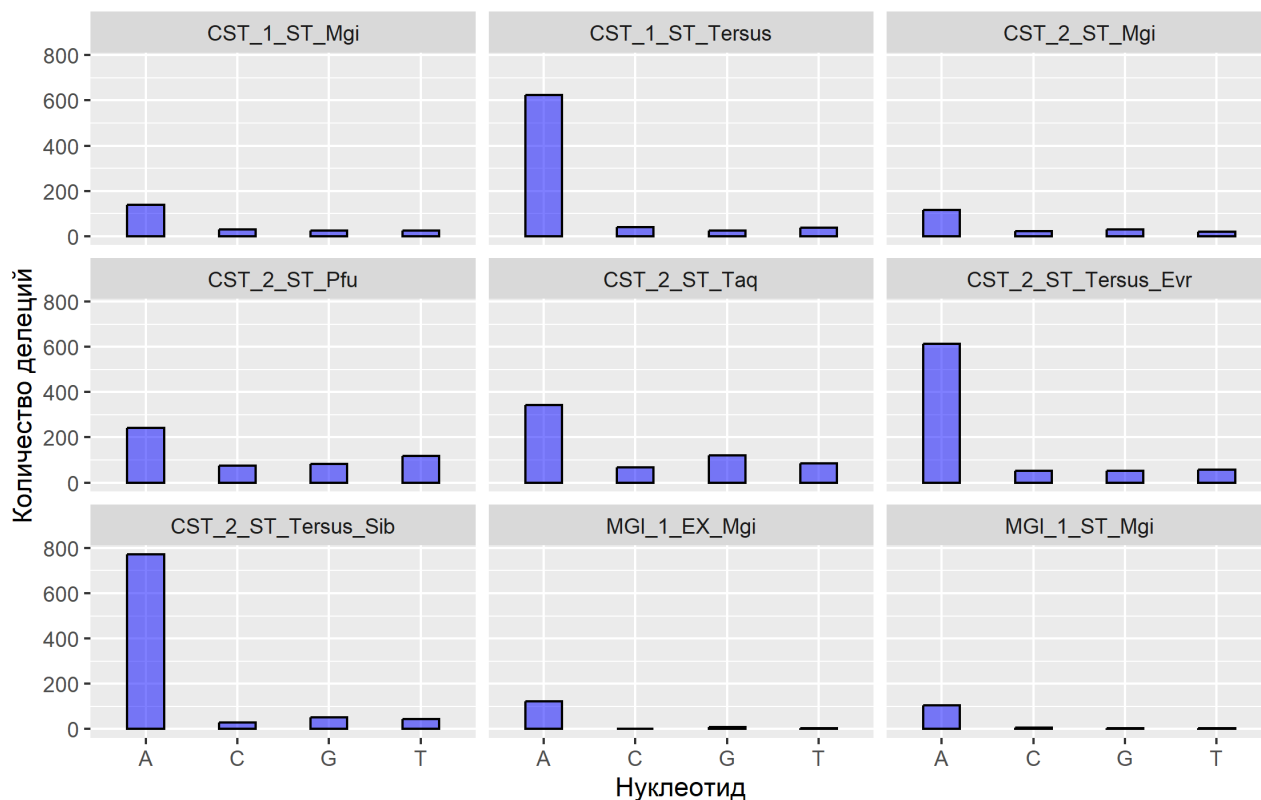 CST_1_ST_Mgi
CST_1_ST_Tersus
CST_2_ST_Mgi
800
600
400
200
0
CST_2_ST_Pfu
CST_2_ST_Taq
CST_2_ST_Tersus_Evr
800
600
400
200
0
CST_2_ST_Tersus_Sib
MGI_1_EX_Mgi
MGI_1_ST_Mgi
800
600
400
200
0
A C G T
A C G T
A C G T
Нуклеотид
Количество делеций